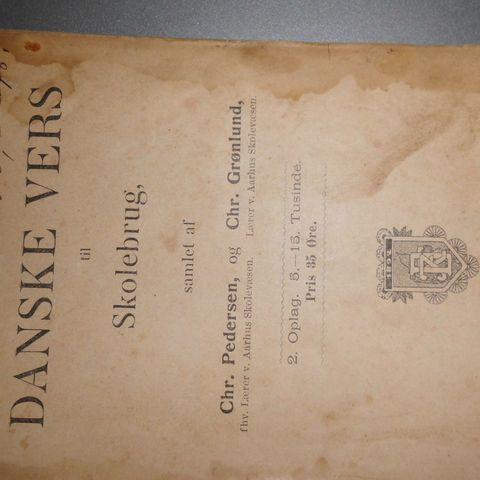 DANSKE VERS
til
Skolebrug,
samlet af
Chr. Pedersen, og Chr. Grønlund,
fhv. Lærer v. Aarhus Skolevæsen. Lærer v. Aarhus Skolevæsen.
2. Oplag. 5.—15. Tusinde.
Pris 35 Øre.